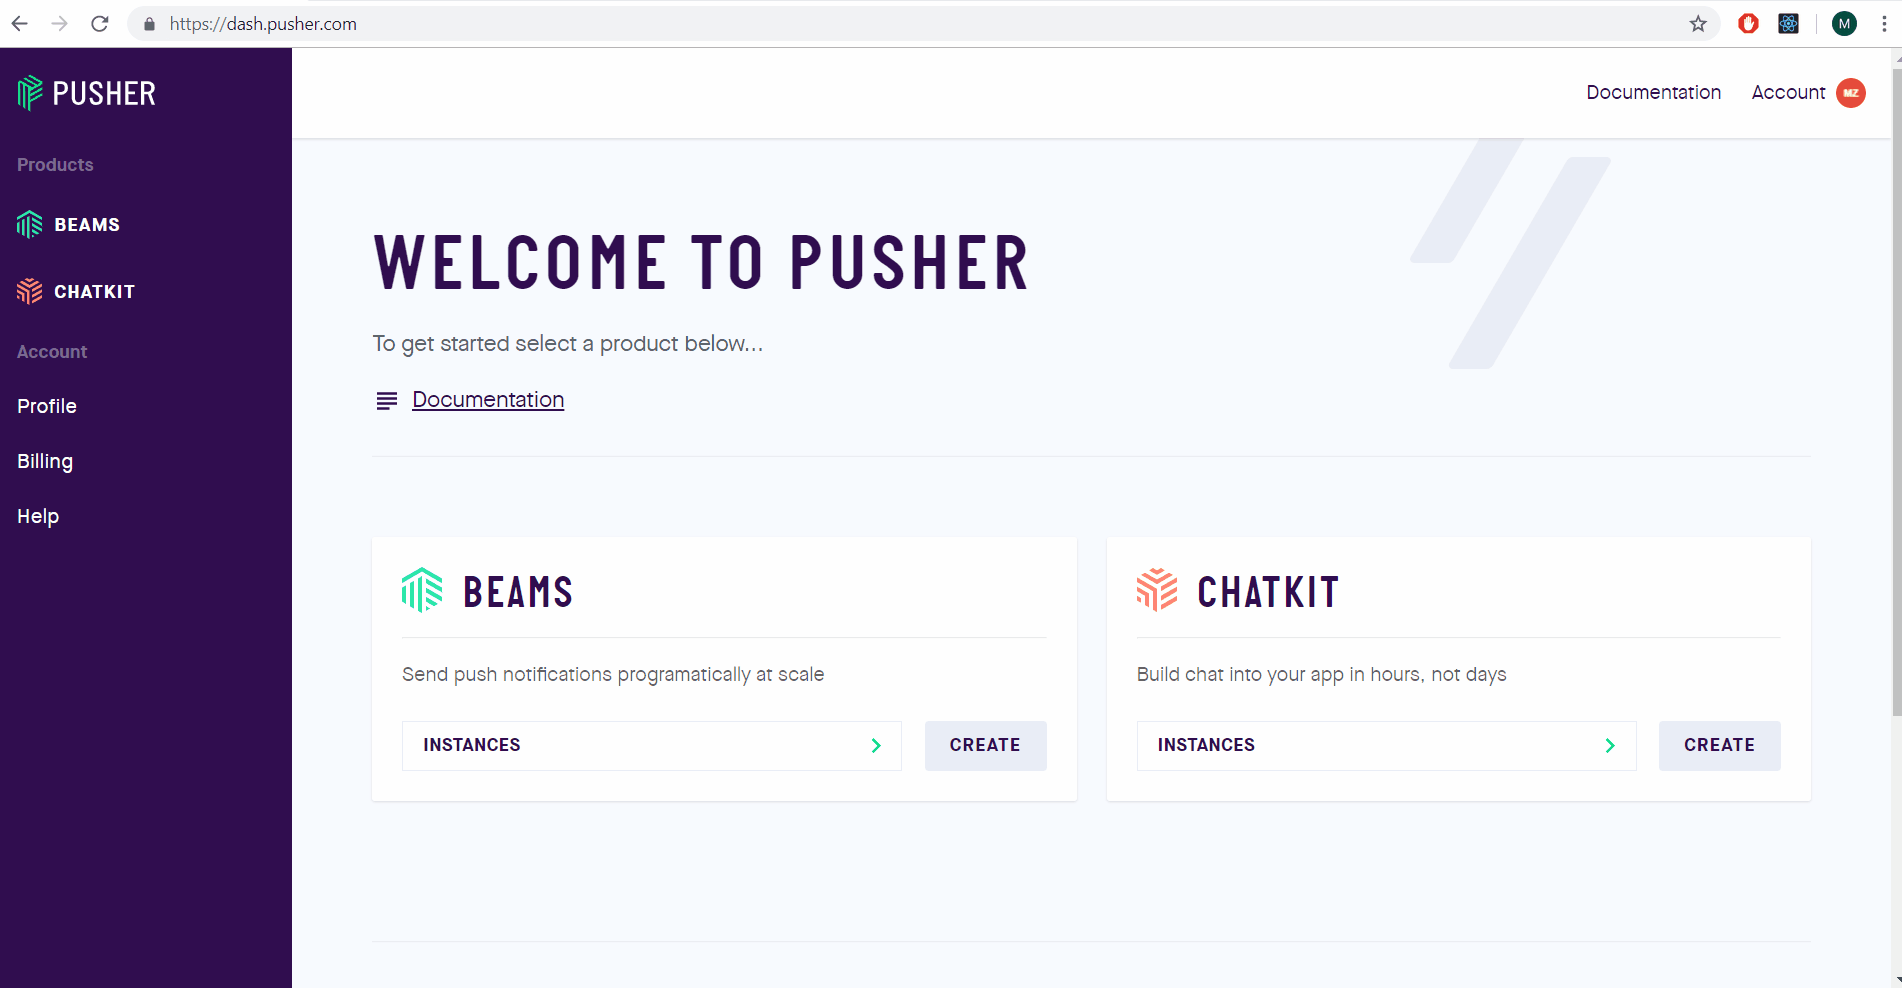 https://dash.pusher.com
M
PUSHER
Documentation
Account
MZ
Products
BEAMS
CHATKIT
Account
Profile
Billing
Help
WELCOME TO PUSHER
To get started select a product below...
Documentation
BEAMS
Send push notifications programatically at scale
INSTANCES
CREATE
CHATKIT
Build chat into your app in hours, not days
INSTANCES
CREATE